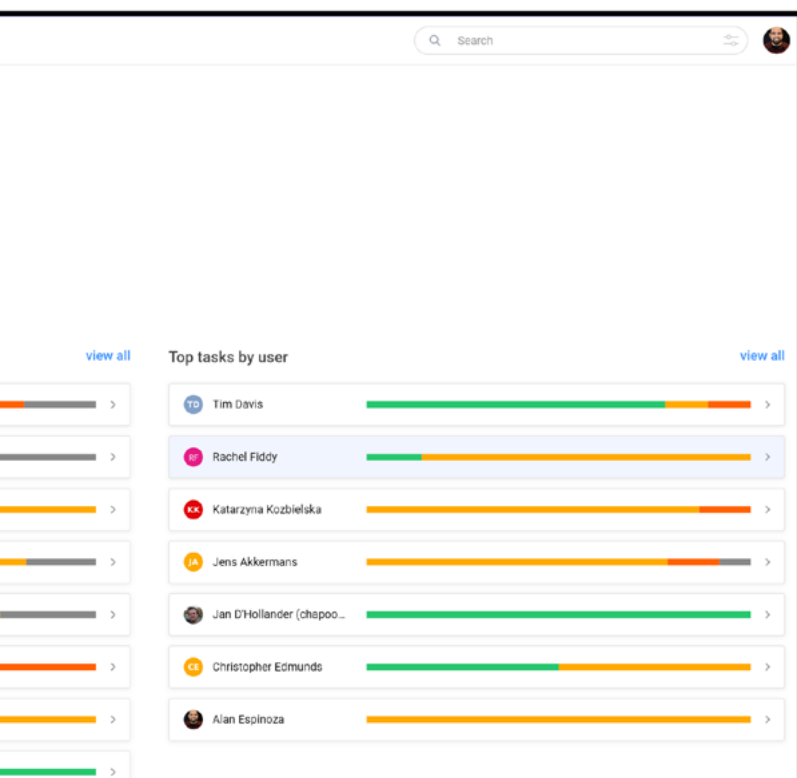 Search
view all
Top tasks by user
view all
TD Tim Davis
RF Rachel Fiddy
KK Katarzyna Kozbielska
JA Jens Akkermans
Jan D'Hollander (chapoo...
CE Christopher Edmunds
Alan Espinoza